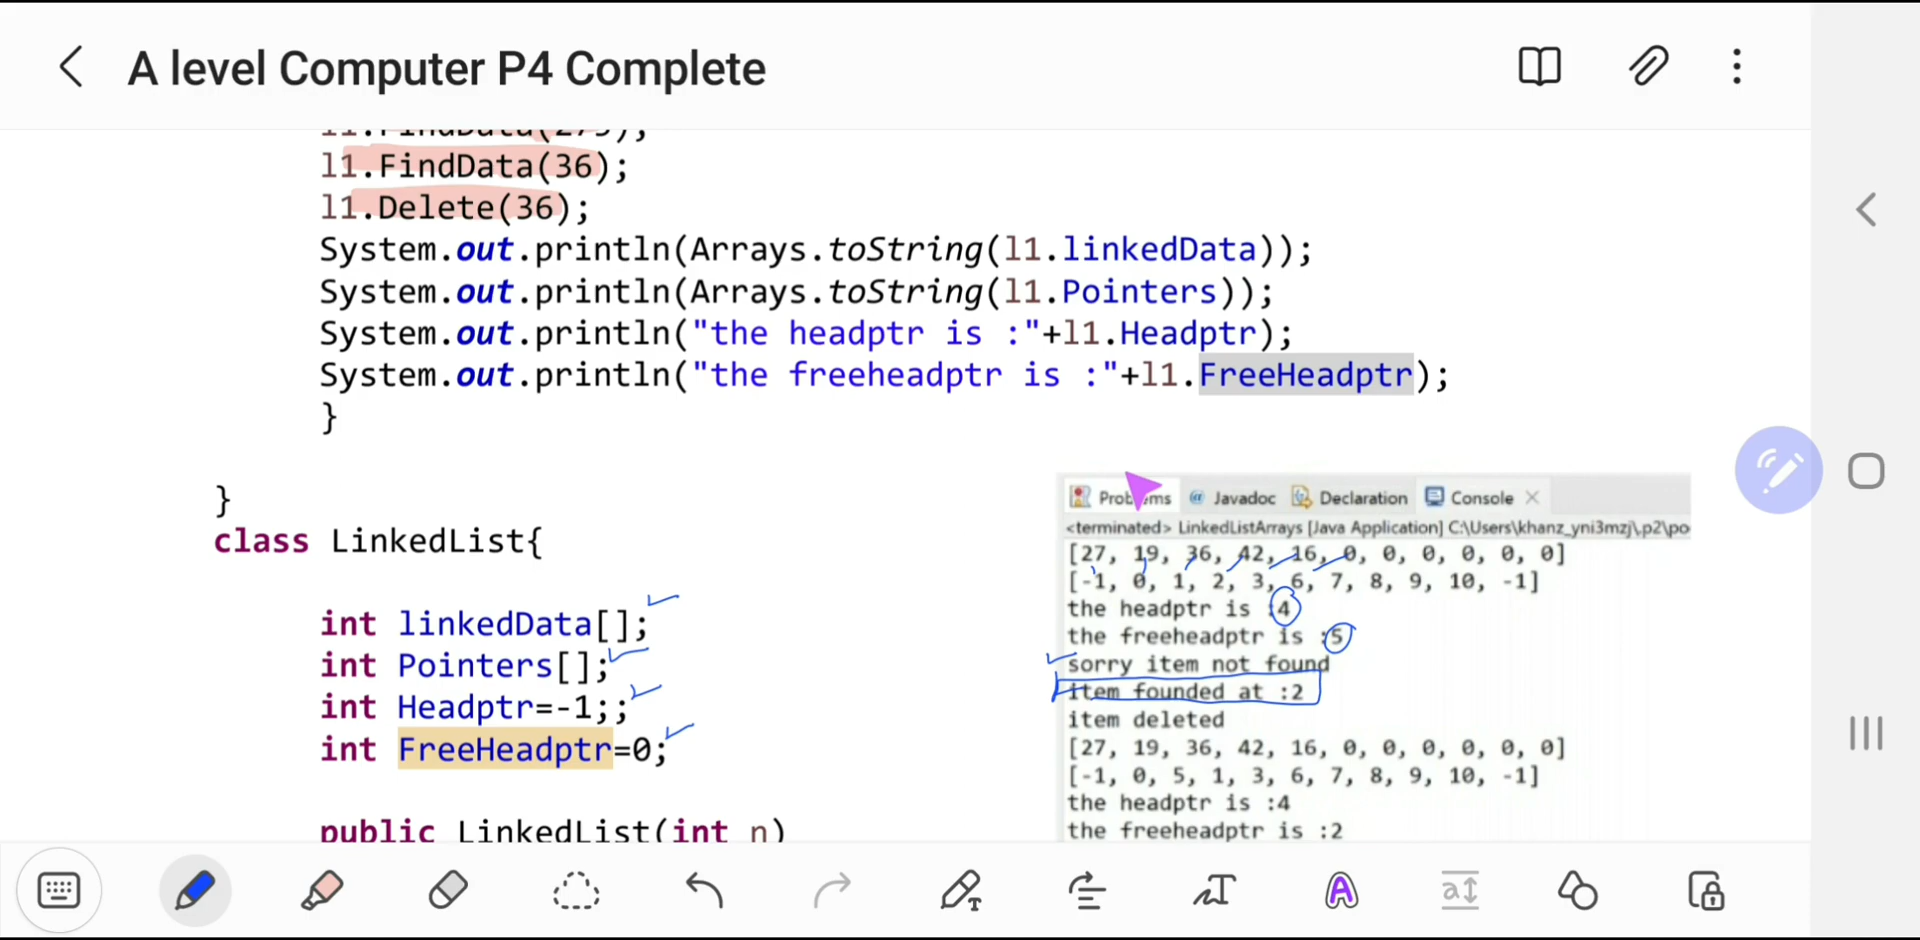 A level Computer P4 Complete
l1.FindData(275);
l1.FindData(36);
l1.Delete(36);
System.out.println(Arrays.toString(l1.linkedData));
System.out.println(Arrays.toString(l1.Pointers));
System.out.println("the headptr is :"+l1.Headptr);
System.out.println("the freeheadptr is :"+l1.FreeHeadptr);
}
}
class LinkedList{
int linkedData[];
int Pointers[];
int Headptr=-1;;
int FreeHeadptr=0;
public LinkedList(int n)
Problems Javadoc Declaration Console
<terminated> LinkedListArrays [Java Application] C:\Users\khanz_yni3mzj\.p2\po
[27, 19, 36, 42, 16, 0, 0, 0, 0, 0, 0]
[-1, 0, 1, 2, 3, 6, 7, 8, 9, 10, -1]
the headptr is :4
the freeheadptr is :5
sorry item not found
item founded at :2
item deleted
[27, 19, 36, 42, 16, 0, 0, 0, 0, 0, 0]
[-1, 0, 5, 1, 3, 6, 7, 8, 9, 10, -1]
the headptr is :4
the freeheadptr is :2